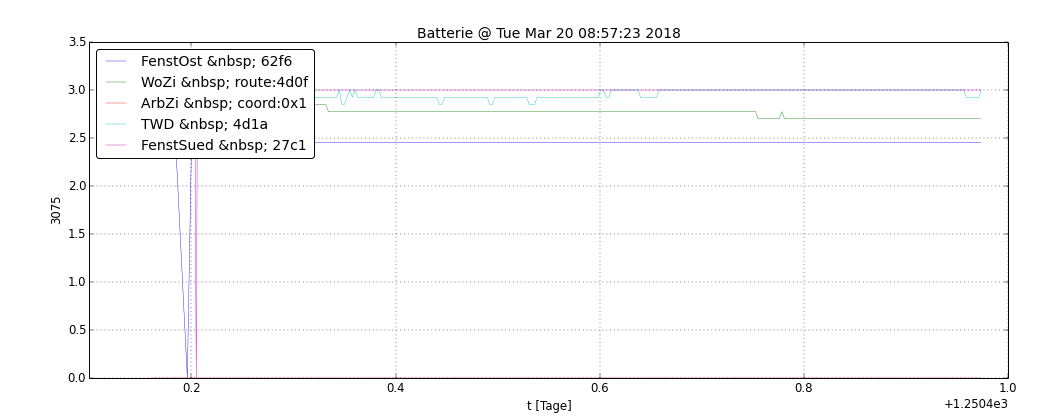 Batterie @ Tue Mar 20 08:57:23 2018
3.5
3.0
2.5
2.0
1.5
1.0
0.5
0.0
3075
FenstOst &nbsp; 62f6
WoZi &nbsp; route:4d0f
ArbZi &nbsp; coord:0x1
TWD &nbsp; 4d1a
FenstSued &nbsp; 27c1
0.2
0.4
0.6
0.8
1.0
t [Tage]
+1.2504e3